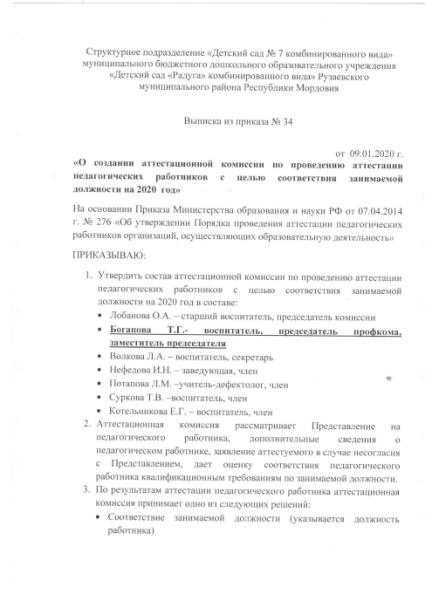 Структурное подразделение «Детский сад № 7 комбинированного вида»
муниципального бюджетного дошкольного образовательного учреждения
«Детский сад «Радуга» комбинированного вида» Рузаевского
муниципального района Республики Мордовия
Выписка из приказа № 34
от 09.01.2020 г.
«О создании аттестационной комиссии по проведению аттестации
педагогических работников с целью соответствия занимаемой
должности на 2020 год»
На основании Приказа Министерства образования и науки РФ от 07.04.2014
г. № 276 «Об утверждении Порядка проведения аттестации педагогических
работников организаций, осуществляющих образовательную деятельность»
ПРИКАЗЫВАЮ:
1. Утвердить состав аттестационной комиссии по проведению аттестации
педагогических работников с целью соответствия занимаемой
должности на 2020 год в составе:
• Лобанова О.А. – старший воспитатель, председатель комиссии
• Богапова Т.Г.- воспитатель, председатель профкома,
заместитель председателя
• Волкова Л.А. – воспитатель, секретарь
• Нефедова И.Н. – заведующая, член
• Потапова Л.М. –учитель-дефектолог, член
• Суркова Т.В. –воспитатель, член
• Котельникова Е.Г. – воспитатель, член
2. Аттестационная комиссия рассматривает Представление на
педагогического работника, дополнительные сведения о
педагогическом работнике, заявление аттестуемого в случае несогласия
с Представлением, дает оценку соответствия педагогического
работника квалификационным требованиям по занимаемой должности.
3. По результатам аттестации педагогического работника аттестационная
комиссия принимает одно из следующих решений:
• Соответствие занимаемой должности (указывается должность
работника)